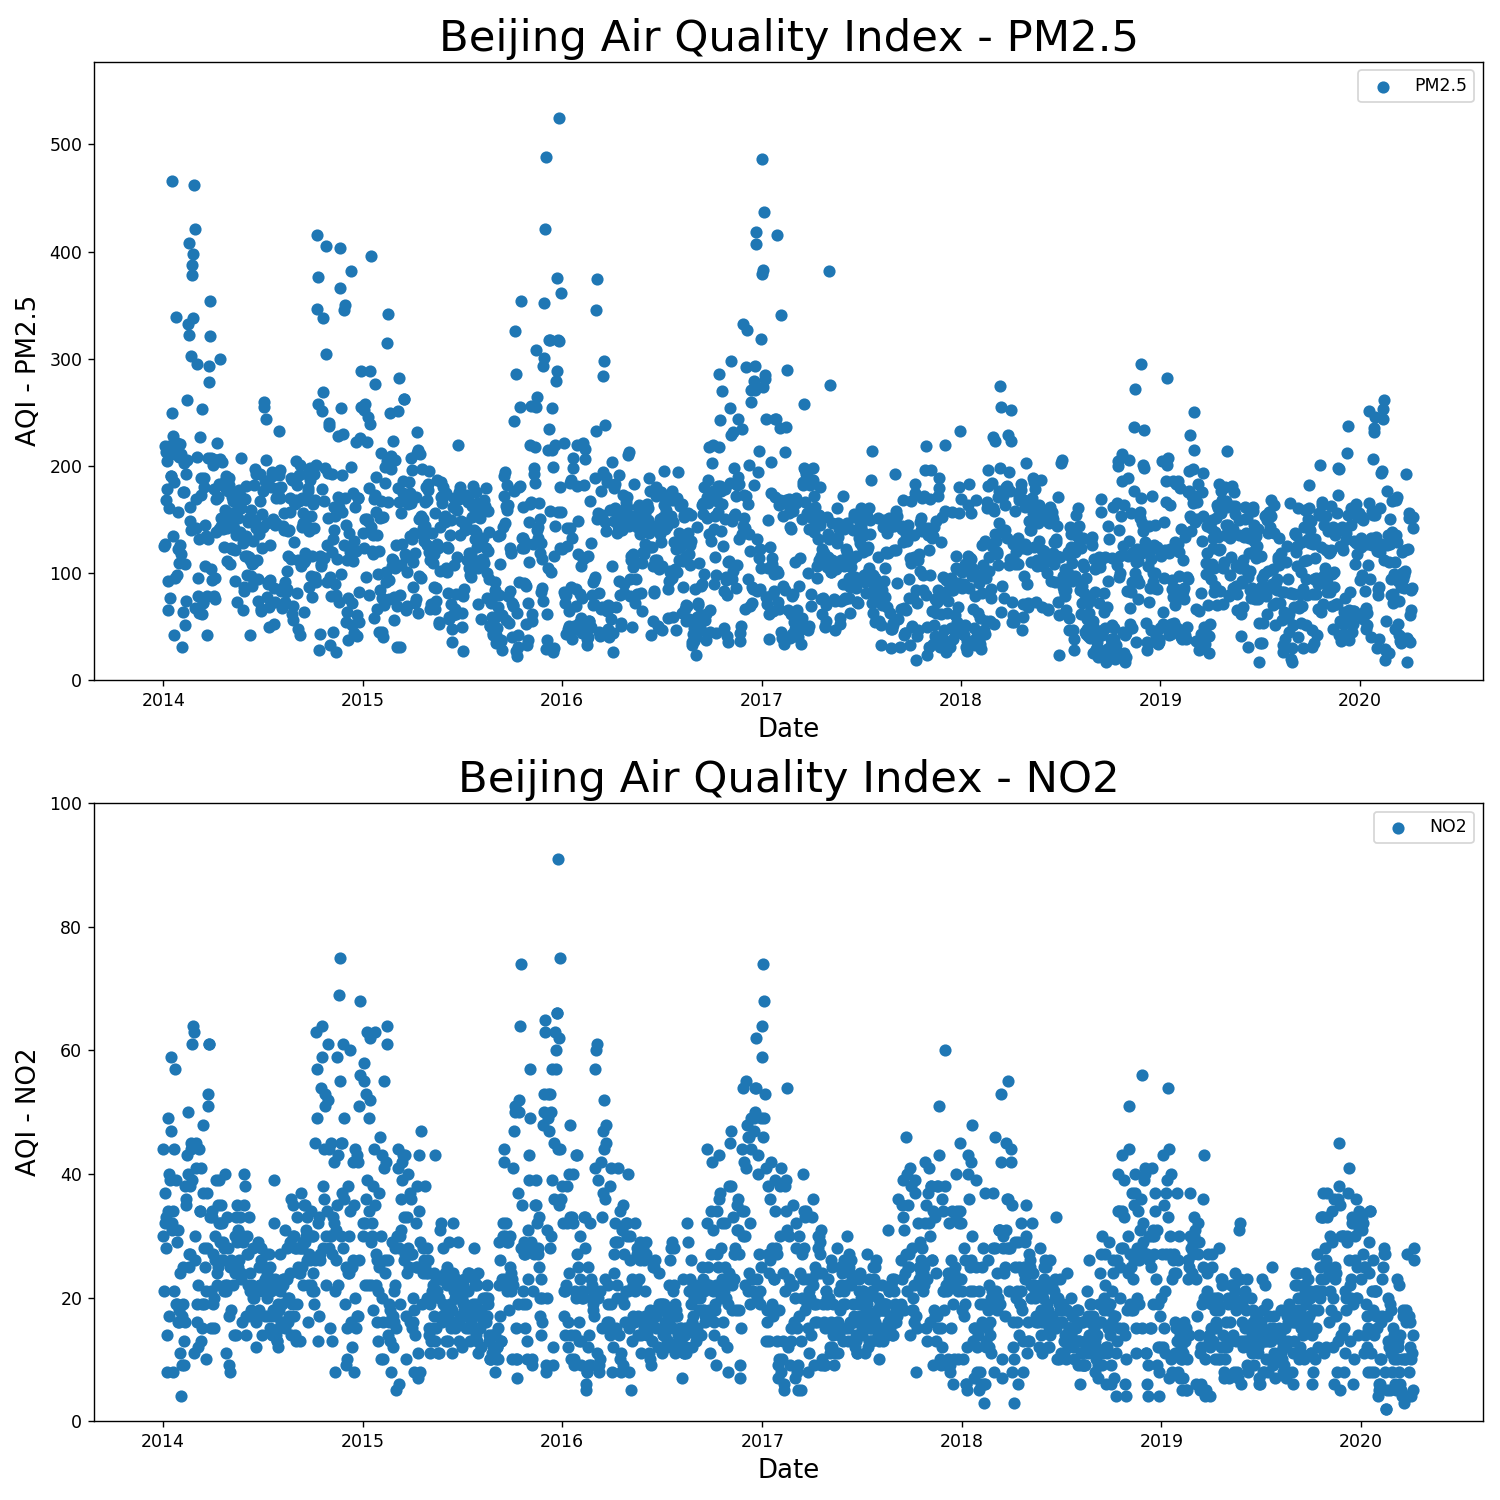 Beijing Air Quality Index - PM2.5
PM2.5
500
400
300
200
100
0
AQI - PM2.5
2014 2015 2016 2017 2018 2019 2020
Date
Beijing Air Quality Index - NO2
NO2
100
80
60
40
20
0
AQI - NO2
2014 2015 2016 2017 2018 2019 2020
Date